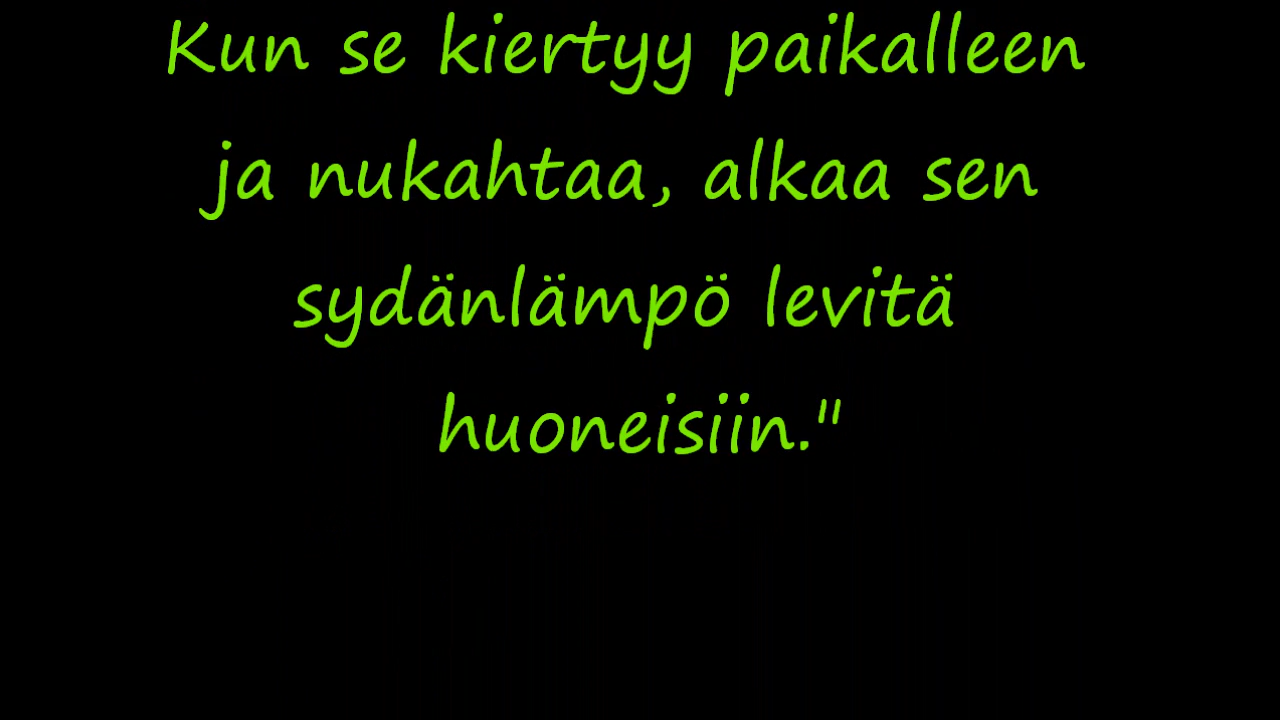 Kun se kiertyy paikalleen
ja nukahtaa, alkaa sen
sydänlämpö levitä
huoneisiin."